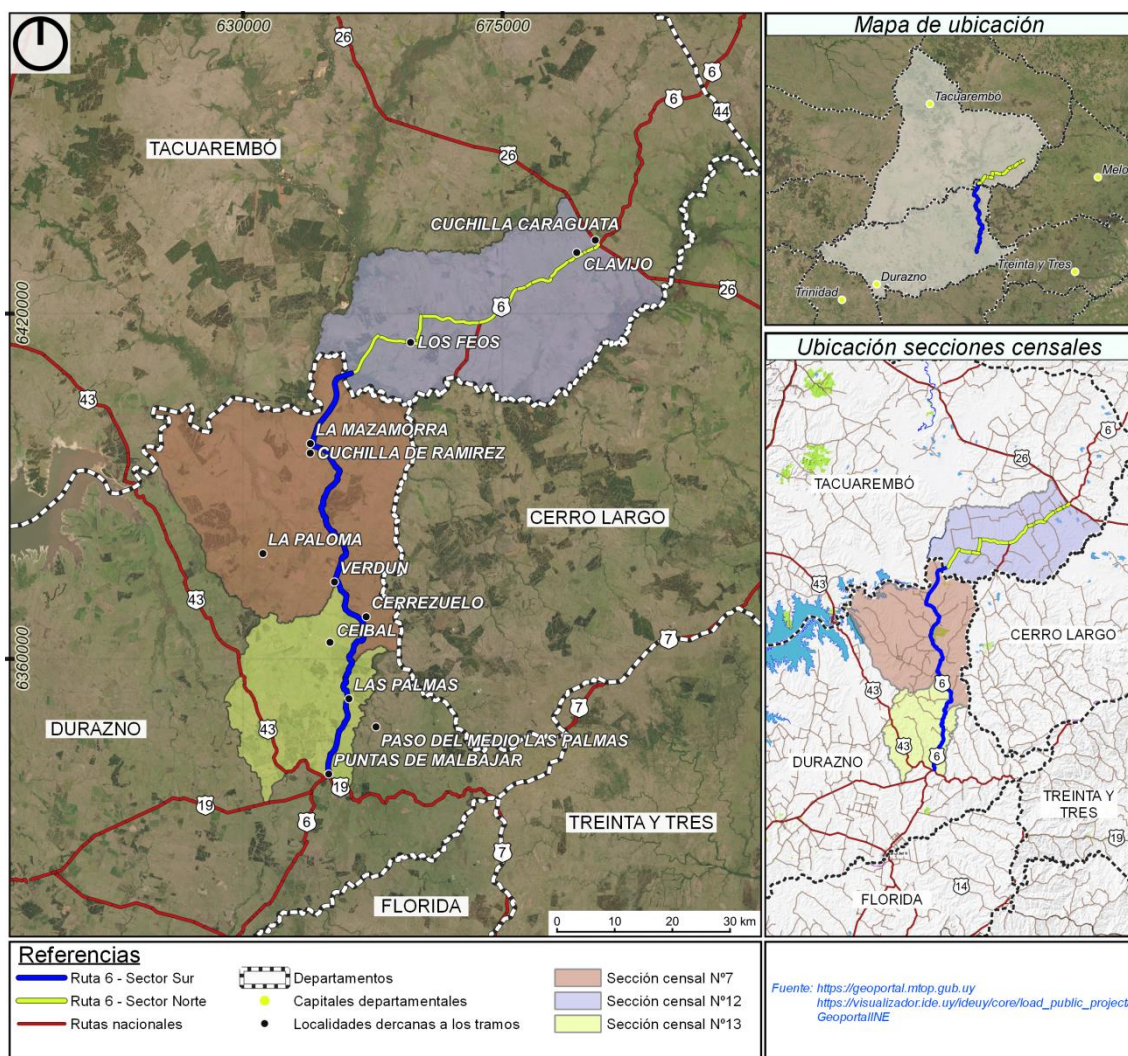 630000
675000
26
6
6
44
TACUAREMBÓ
26
CUCHILLA CARAGUATA
CLAVIJO
6420000
6
26
LOS FEOS
43
LA MAZAMORRA
CUCHILLA DE RAMIREZ
CERRO LARGO
LA PALOMA
VERDUN
43
CERREZUELO
CEIBAL
7
6360000
LAS PALMAS
7
DURAZNO
43
PASO DEL MEDIO LAS PALMAS
PUNTAS DE MALBAJAR
19
19
6
TREINTA Y TRES
7
FLORIDA
0 10 20 30 km
Mapa de ubicación
Tacuarembó
Melo
Treinta y Tres
Durazno
Trinidad
Ubicación secciones censales
6
26
TACUAREMBÓ
43
CERRO LARGO
6
43
DURAZNO
6
TREINTA Y
TRES
19
14
FLORIDA
Referencias
Ruta 6 - Sector Sur
Ruta 6 - Sector Norte
Rutas nacionales
Departamentos
Capitales departamentales
Localidades dercanas a los tramos
Sección censal Nº7
Sección censal Nº12
Sección censal Nº13
Fuente: https://geoportal.mtop.gub.uy
https://visualizador.ide.uy/ideuy/core/load_public_project/
GeoportalINE